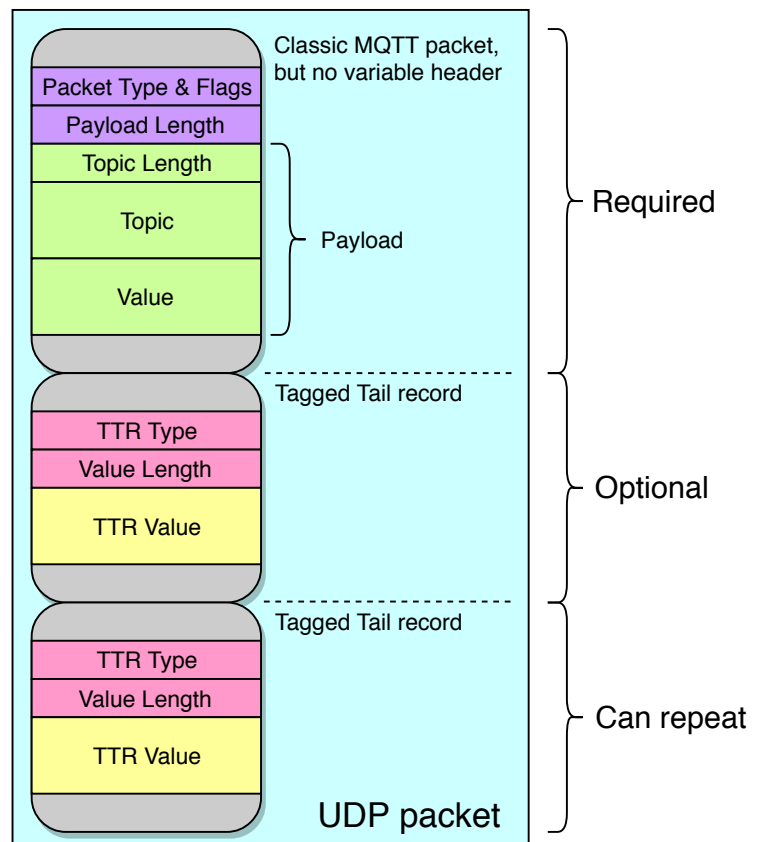 Classic MQTT packet,
but no variable header
Packet Type & Flags
Payload Length
Topic Length
Topic
Value
Payload
Required
Tagged Tail record
TTR Type
Value Length
TTR Value
Optional
Tagged Tail record
TTR Type
Value Length
TTR Value
Can repeat
UDP packet